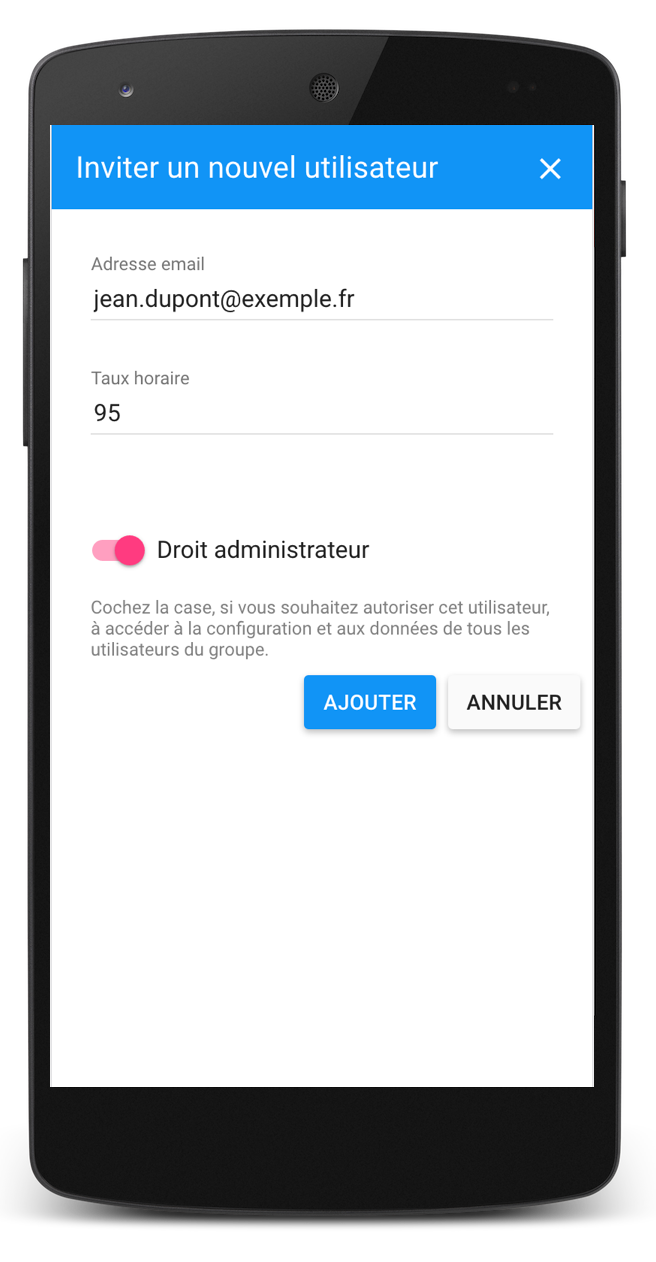 Inviter un nouvel utilisateur
Adresse email
jean.dupont@exemple.fr
Taux horaire
95
Droit administrateur
Cochez la case, si vous souhaitez autoriser cet utilisateur,
à accéder à la configuration et aux données de tous les
utilisateurs du groupe.
AJOUTER
ANNULER